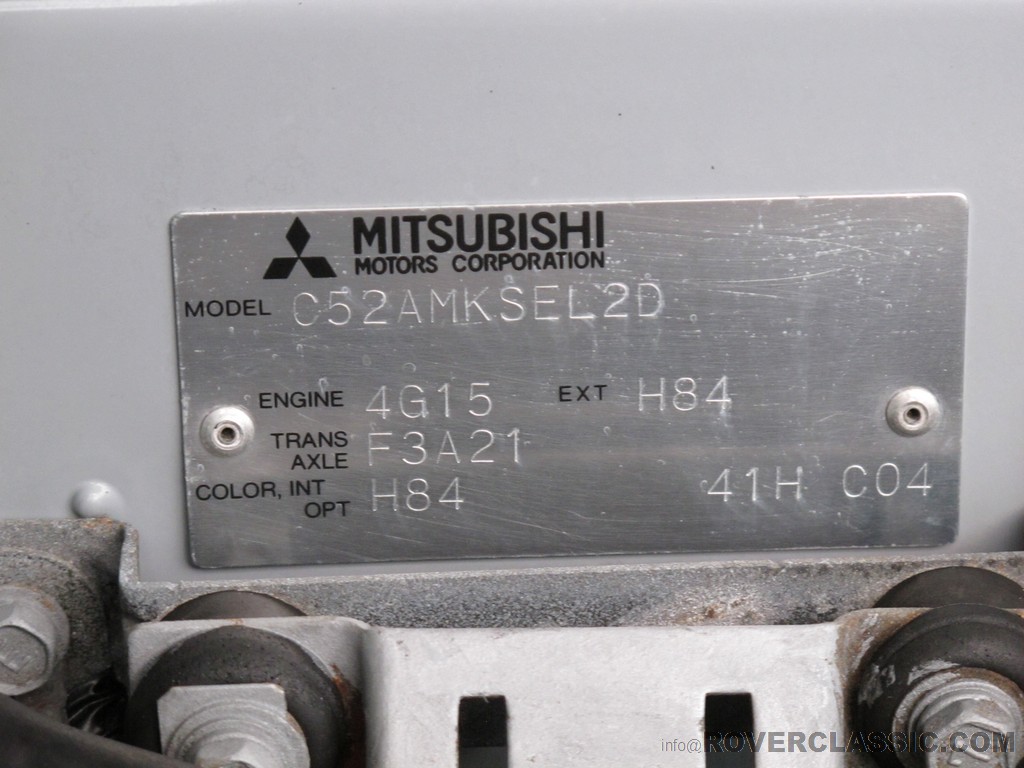 MITSUBISHI
MOTORS CORPORATION
MODEL C52AMKSEL2D
ENGINE 4G15 EXT H84
TRANS AXLE F3A21
COLOR, INT OPT H84 41H C04
info@ROVERCLASSIC.COM